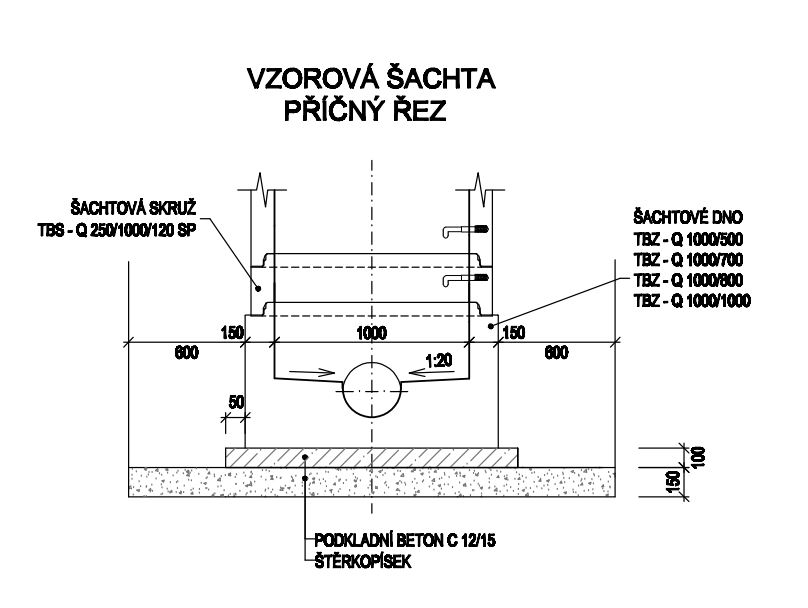 VZOROVÁ ŠACHTA
PŘÍČNÝ ŘEZ
ŠACHTOVÁ SKRUŽ
TBS - Q 250/1000/120 SP
ŠACHTOVÉ DNO
TBZ - Q 1000/500
TBZ - Q 1000/700
TBZ - Q 1000/800
TBZ - Q 1000/1000
150
1000
150
600
600
1:20
50
100
150
PODKLADNÍ BETON C 12/15
ŠTĚRKOPÍSEK